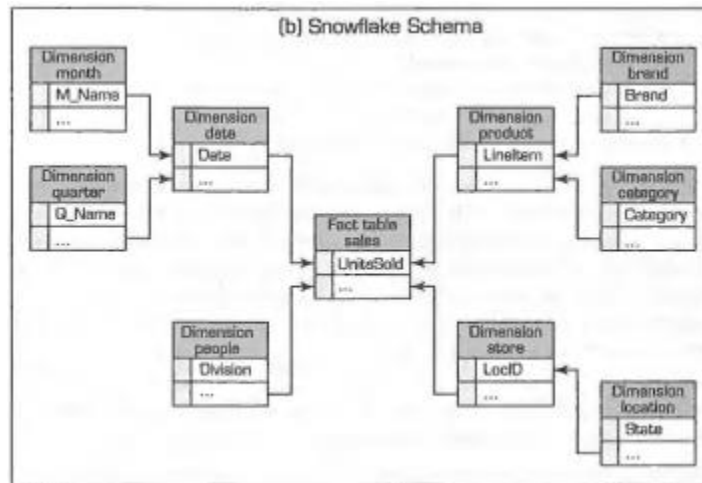 (b) Snowflake Schema
Dimension
month
M_Name
...
Dimension
quarter
Q_Name
...
Dimension
date
Date
...
Dimension
people
Division
...
Fact table
sales
UnitsSold
...
Dimension
product
LineItem
...
Dimension
store
LocID
...
Dimension
brand
Brand
...
Dimension
category
Category
...
Dimension
location
State
...